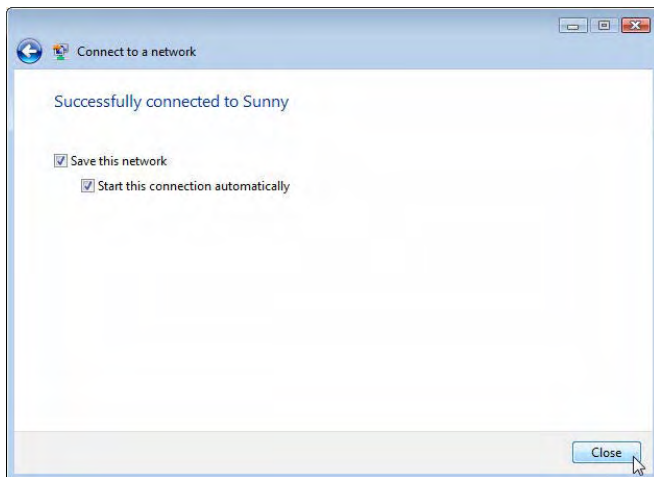 Connect to a network
Successfully connected to Sunny
Save this network
Start this connection automatically
Close